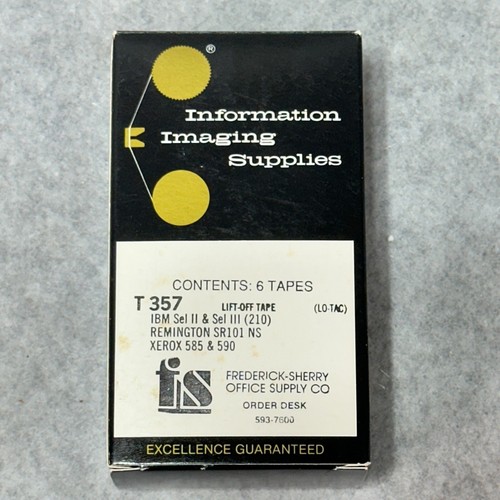 ®
Information
Imaging
Supplies
CONTENTS: 6 TAPES
T 357 LIFT-OFF TAPE (LO-TAC)
IBM Sel II & Sel III (210)
REMINGTON SR101 NS
XEROX 585 & 590
fs
FREDERICK-SHERRY
OFFICE SUPPLY CO
ORDER DESK
593-7600
EXCELLENCE GUARANTEED